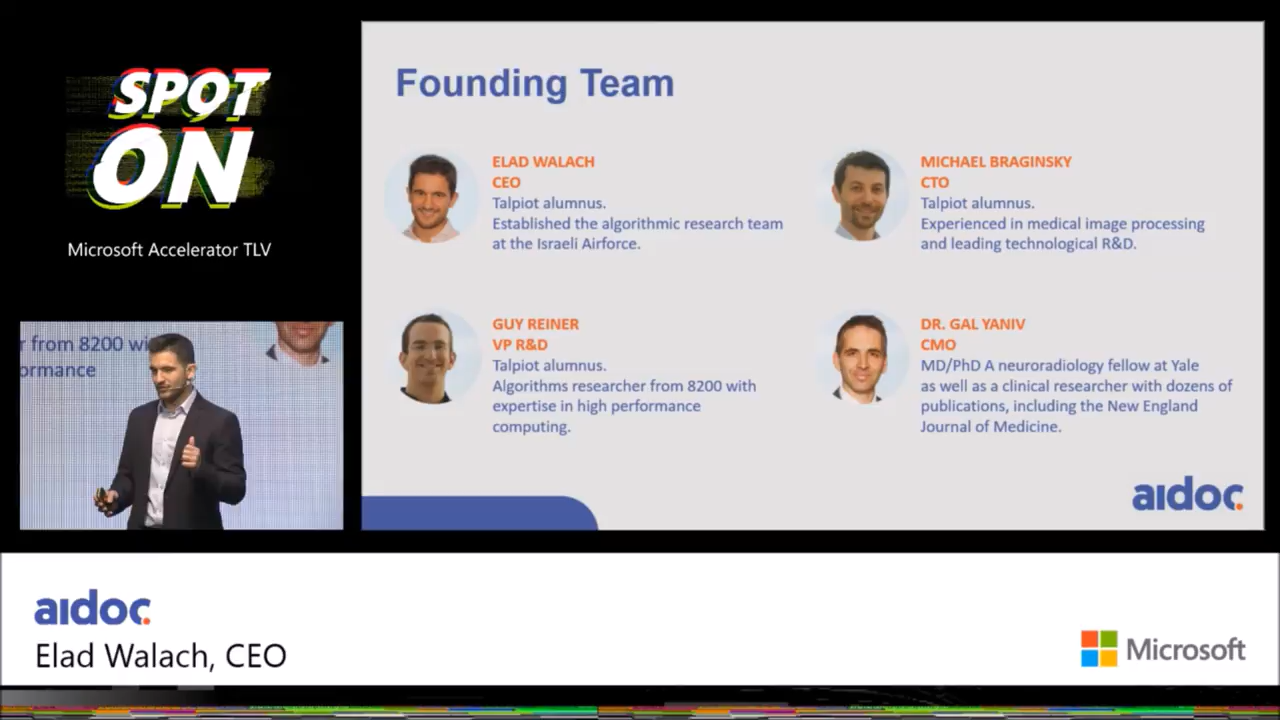 SPOT
ON
Microsoft Accelerator TLV
r from 8200 wi
ormance
Founding Team
ELAD WALACH
CEO
Talpiot alumnus.
Established the algorithmic research team
at the Israeli Airforce.
MICHAEL BRAGINSKY
CTO
Talpiot alumnus.
Experienced in medical image processing
and leading technological R&D.
GUY REINER
VP R&D
Talpiot alumnus.
Algorithms researcher from 8200 with
expertise in high performance
computing.
DR. GAL YANIV
CMO
MD/PhD A neuroradiology fellow at Yale
as well as a clinical researcher with dozens of
publications, including the New England
Journal of Medicine.
aidoc.
aidoc.
Elad Walach, CEO
Microsoft